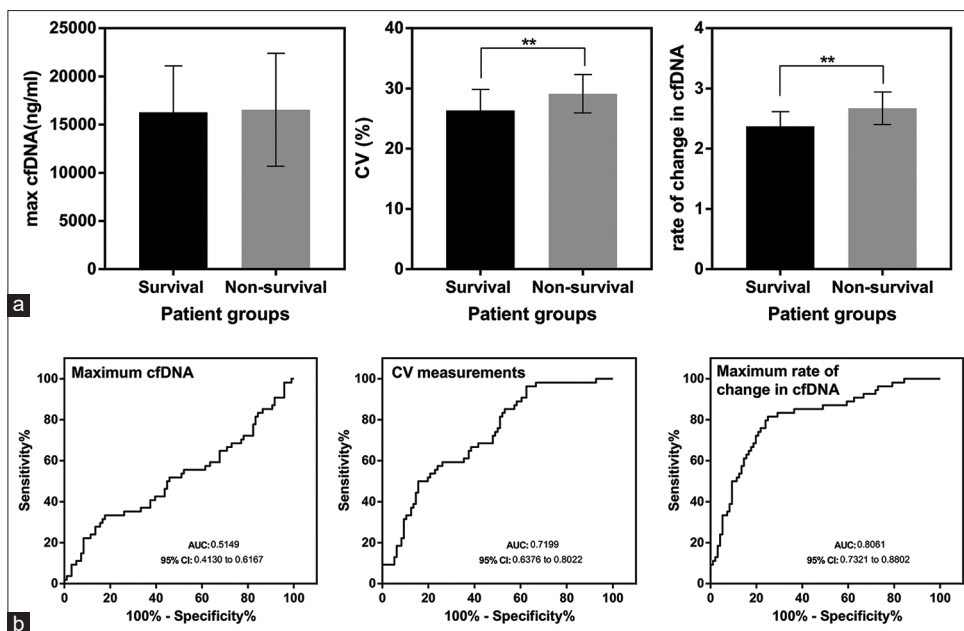 25000
20000
15000
10000
5000
0
max cfDNA(ng/ml)
Survival Non-survival
Patient groups
40
30
20
10
0
CV (%)
**
Survival Non-survival
Patient groups
4
3
2
1
0
rate of change in cfDNA
**
Survival Non-survival
Patient groups
a
Maximum cfDNA
100
80
60
40
20
0
Sensitivity%
AUC: 0.5149
95% CI: 0.4130 to 0.6167
0 20 40 60 80 100
100% - Specificity%
CV measurements
100
80
60
40
20
0
Sensitivity%
AUC: 0.7199
95% CI: 0.6376 to 0.8022
0 20 40 60 80 100
100% - Specificity%
Maximum rate of
change in cfDNA
100
80
60
40
20
0
Sensitivity%
AUC: 0.8061
95% CI: 0.7321 to 0.8802
0 20 40 60 80 100
100% - Specificity%
b